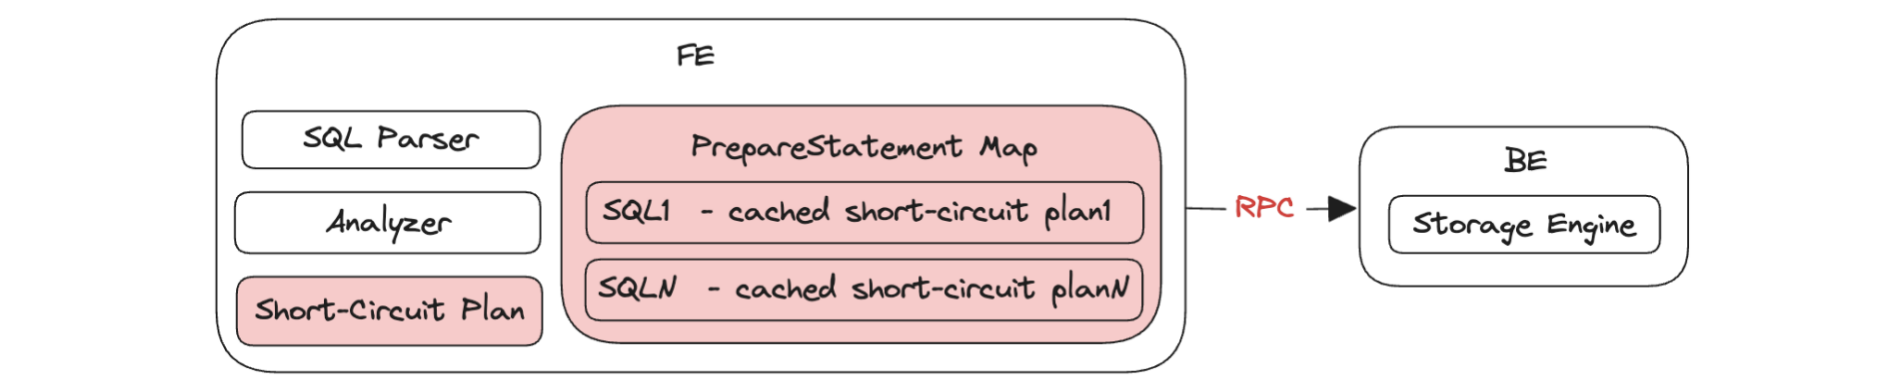 FE
SQL Parser
Analyzer
Short-Circuit Plan
PrepareStatement Map
SQL1 - cached short-circuit plan1
SQLN - cached short-circuit planN
RPC
BE
Storage Engine